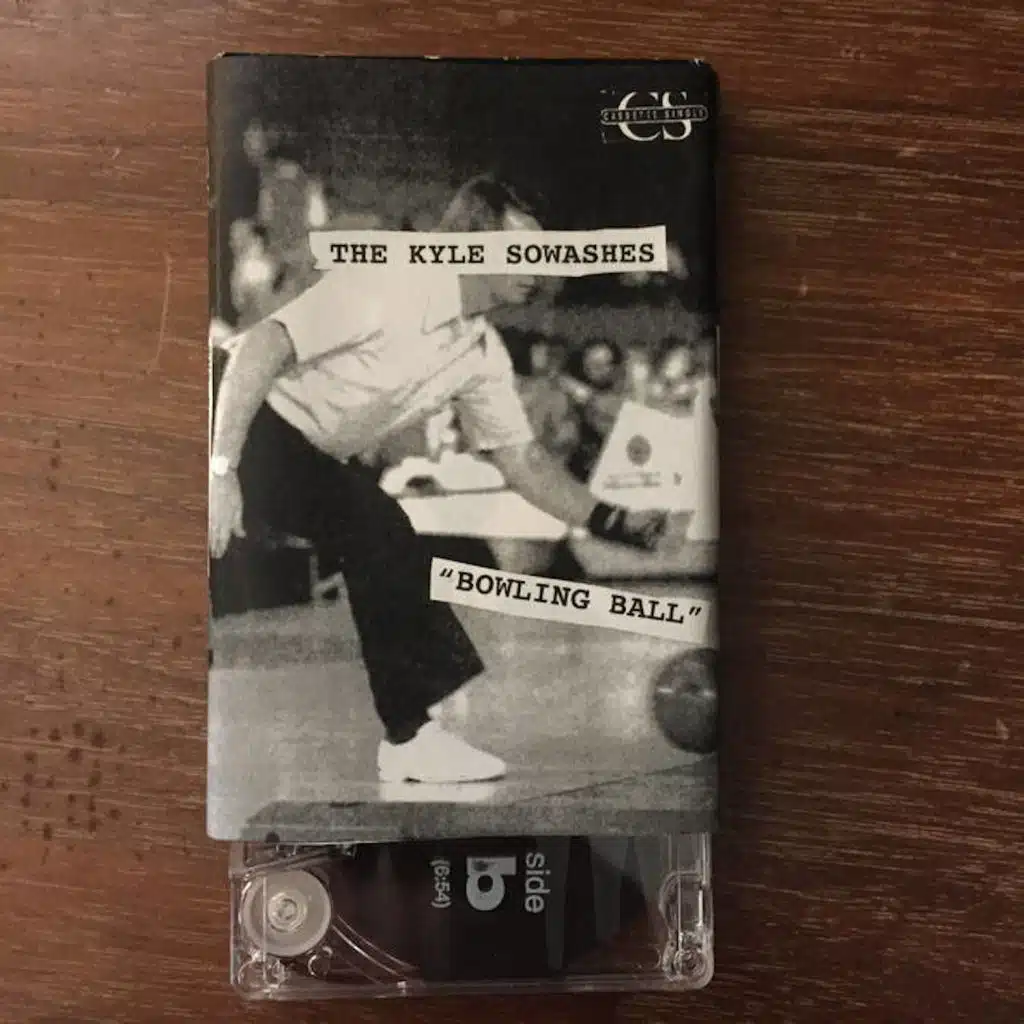 CS
CASSETTE SINGLE
THE KYLE SOWASHES
“BOWLING BALL”
side
b
(6:54)